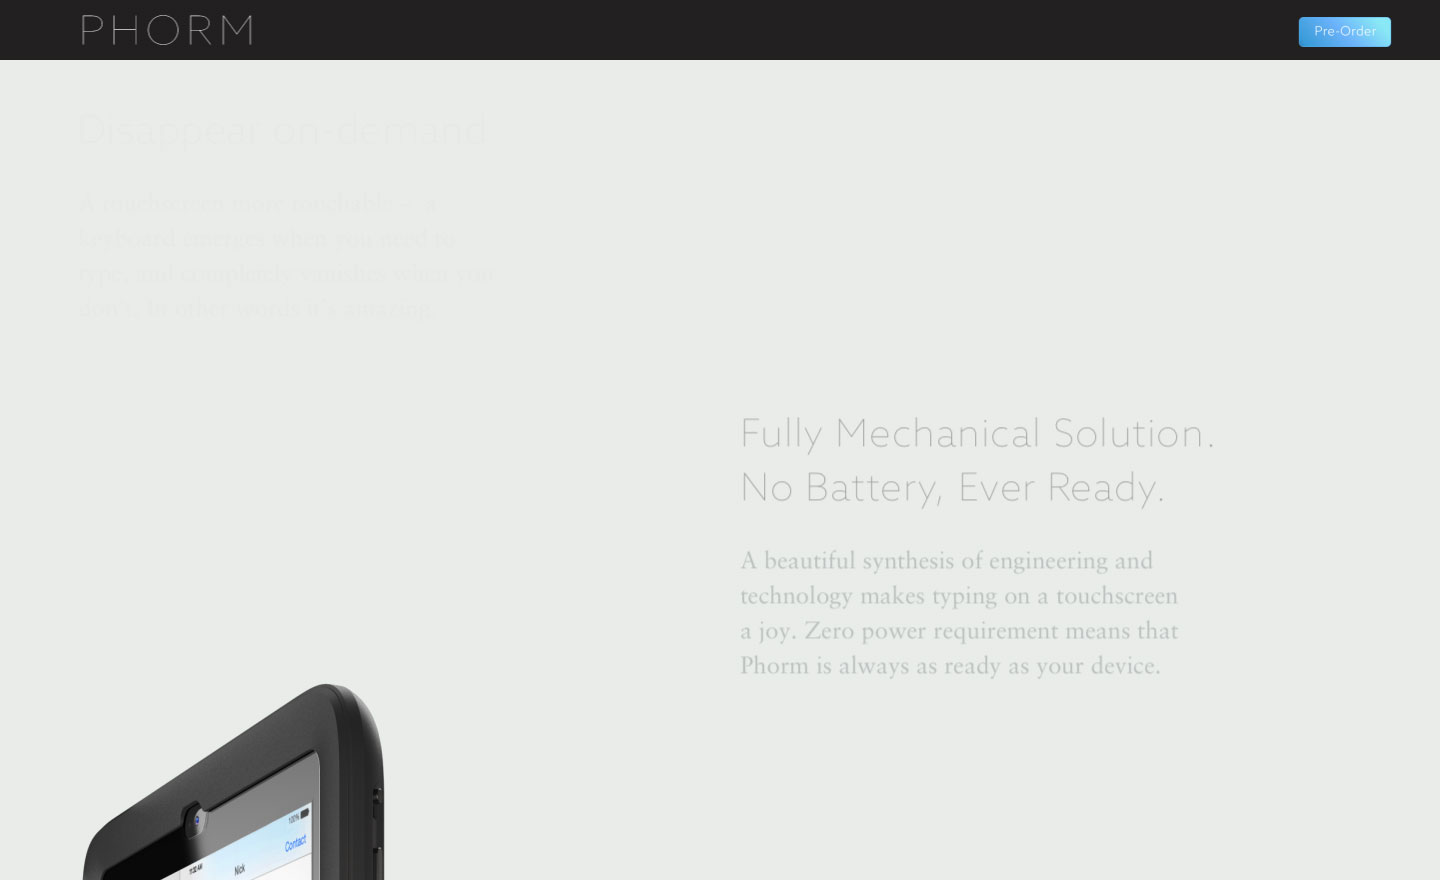 PHORM
Pre-Order
Disappear on-demand
A touchscreen more touchable – a
keyboard emerges when you need to
type, and completely vanishes when you
don't. In other words it's amazing.
Fully Mechanical Solution.
No Battery, Ever Ready.
A beautiful synthesis of engineering and
technology makes typing on a touchscreen
a joy. Zero power requirement means that
Phorm is always as ready as your device.
100%
Contact
11:32 AM
Nick